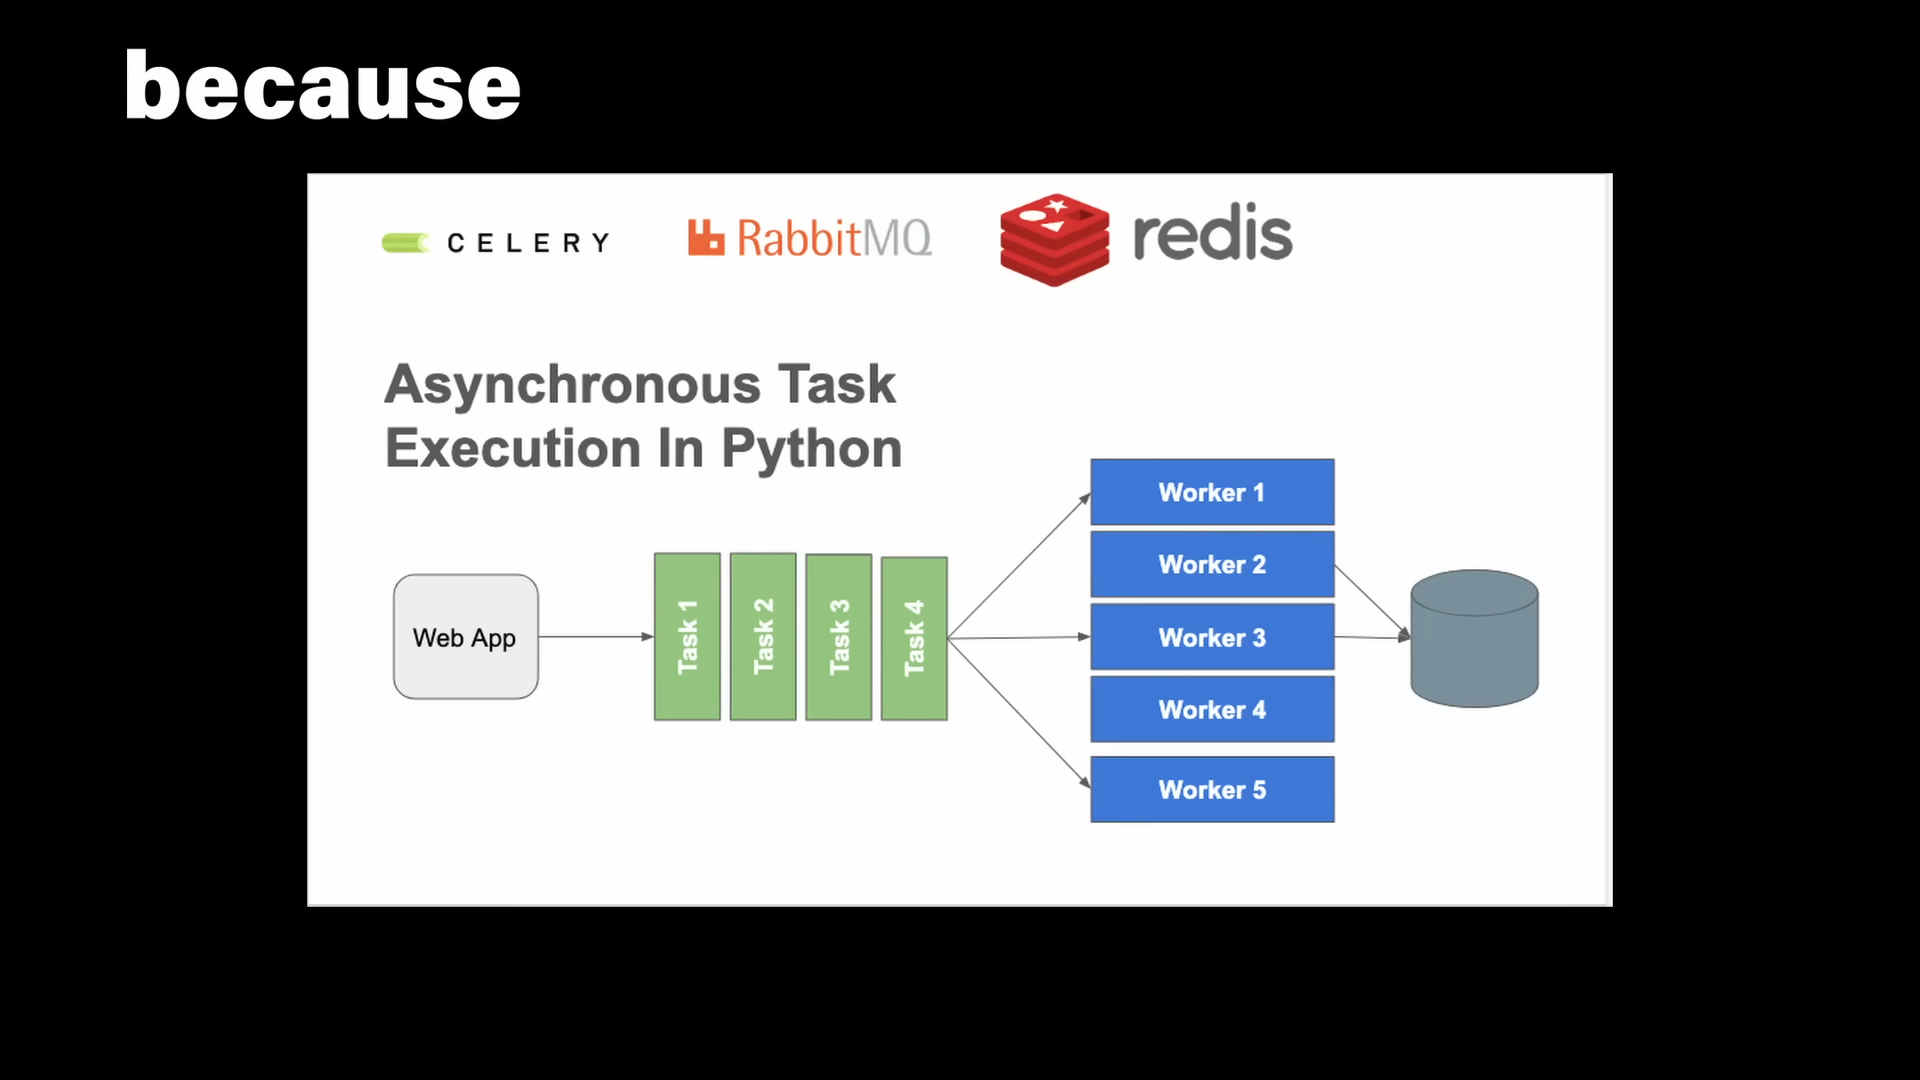 because
CELERY
RabbitMQ
redis
Asynchronous Task
Execution In Python
Web App
Task 1
Task 2
Task 3
Task 4
Worker 1
Worker 2
Worker 3
Worker 4
Worker 5